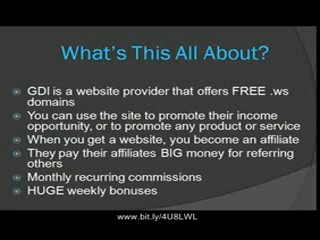 What's This All About?
GDI is a website provider that offers FREE .ws
domains
You can use the site to promote their income
opportunity, or to promote any product or service
When you get a website, you become an affiliate
They pay their affiliates BIG money for referring
others
Monthly recurring commissions
HUGE weekly bonuses
www.bit.ly/4U8LWL